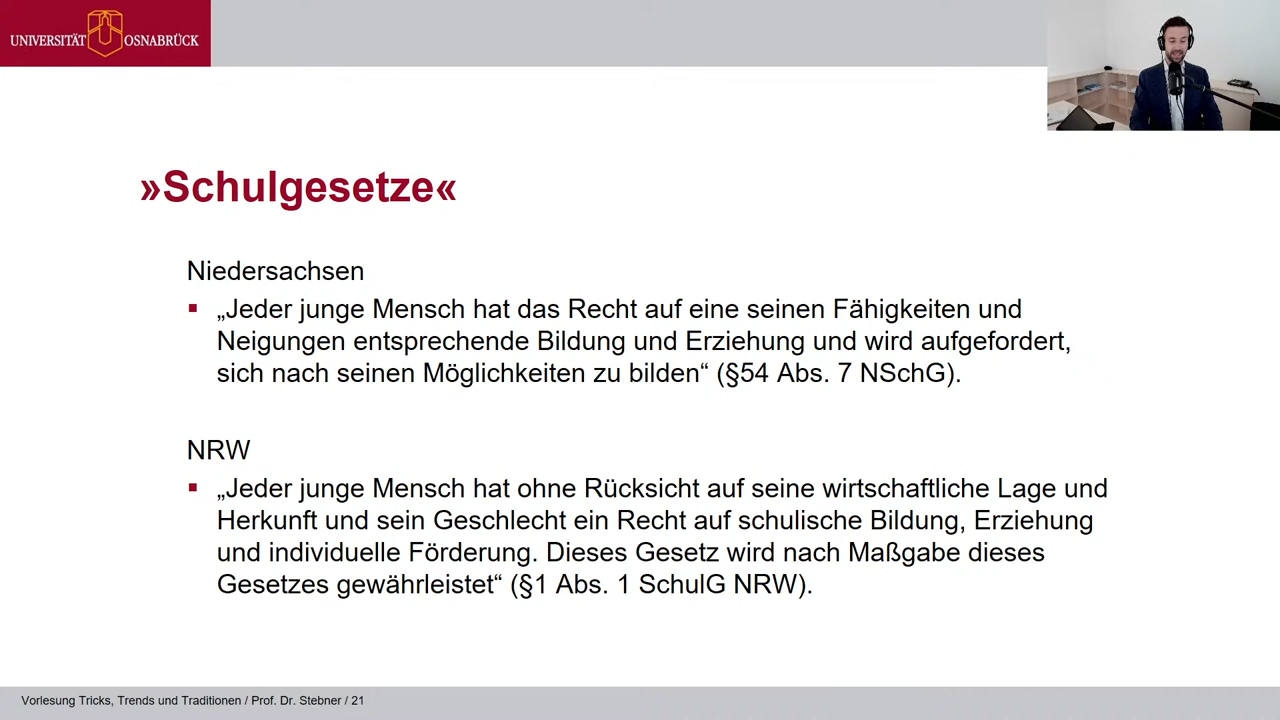 UNIVERSITÄT OSNABRÜCK
»Schulgesetze«
Niedersachsen
▪ „Jeder junge Mensch hat das Recht auf eine seinen Fähigkeiten und
Neigungen entsprechende Bildung und Erziehung und wird aufgefordert,
sich nach seinen Möglichkeiten zu bilden“ (§54 Abs. 7 NSchG).
NRW
▪ „Jeder junge Mensch hat ohne Rücksicht auf seine wirtschaftliche Lage und
Herkunft und sein Geschlecht ein Recht auf schulische Bildung, Erziehung
und individuelle Förderung. Dieses Gesetz wird nach Maßgabe dieses
Gesetzes gewährleistet“ (§1 Abs. 1 SchulG NRW).
Vorlesung Tricks, Trends und Traditionen / Prof. Dr. Stebner / 21